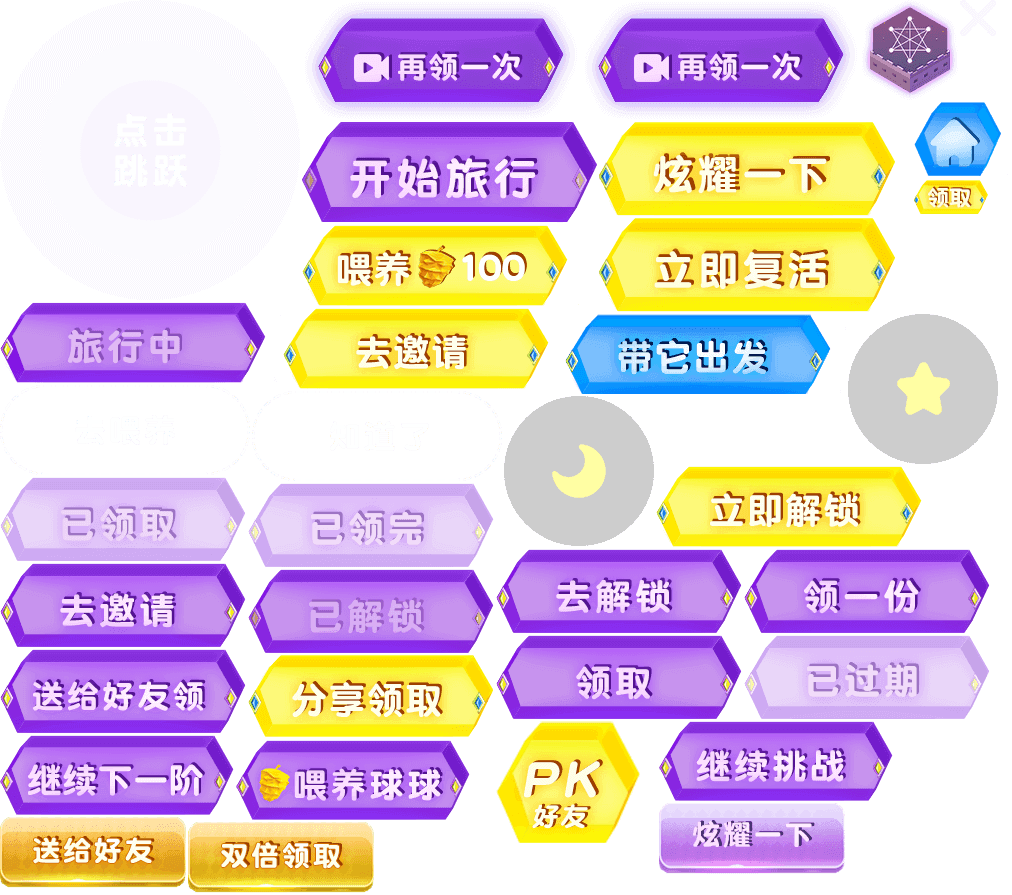 再领一次
再领一次
点击
跳跃
开始旅行
炫耀一下
领取
喂养100
立即复活
旅行中
去邀请
带它出发
已领取
已领完
立即解锁
去邀请
已解锁
去解锁
领一份
送给好友领
分享领取
领取
已过期
继续下一阶
喂养球球
PK
好友
继续挑战
炫耀一下
送给好友
双倍领取